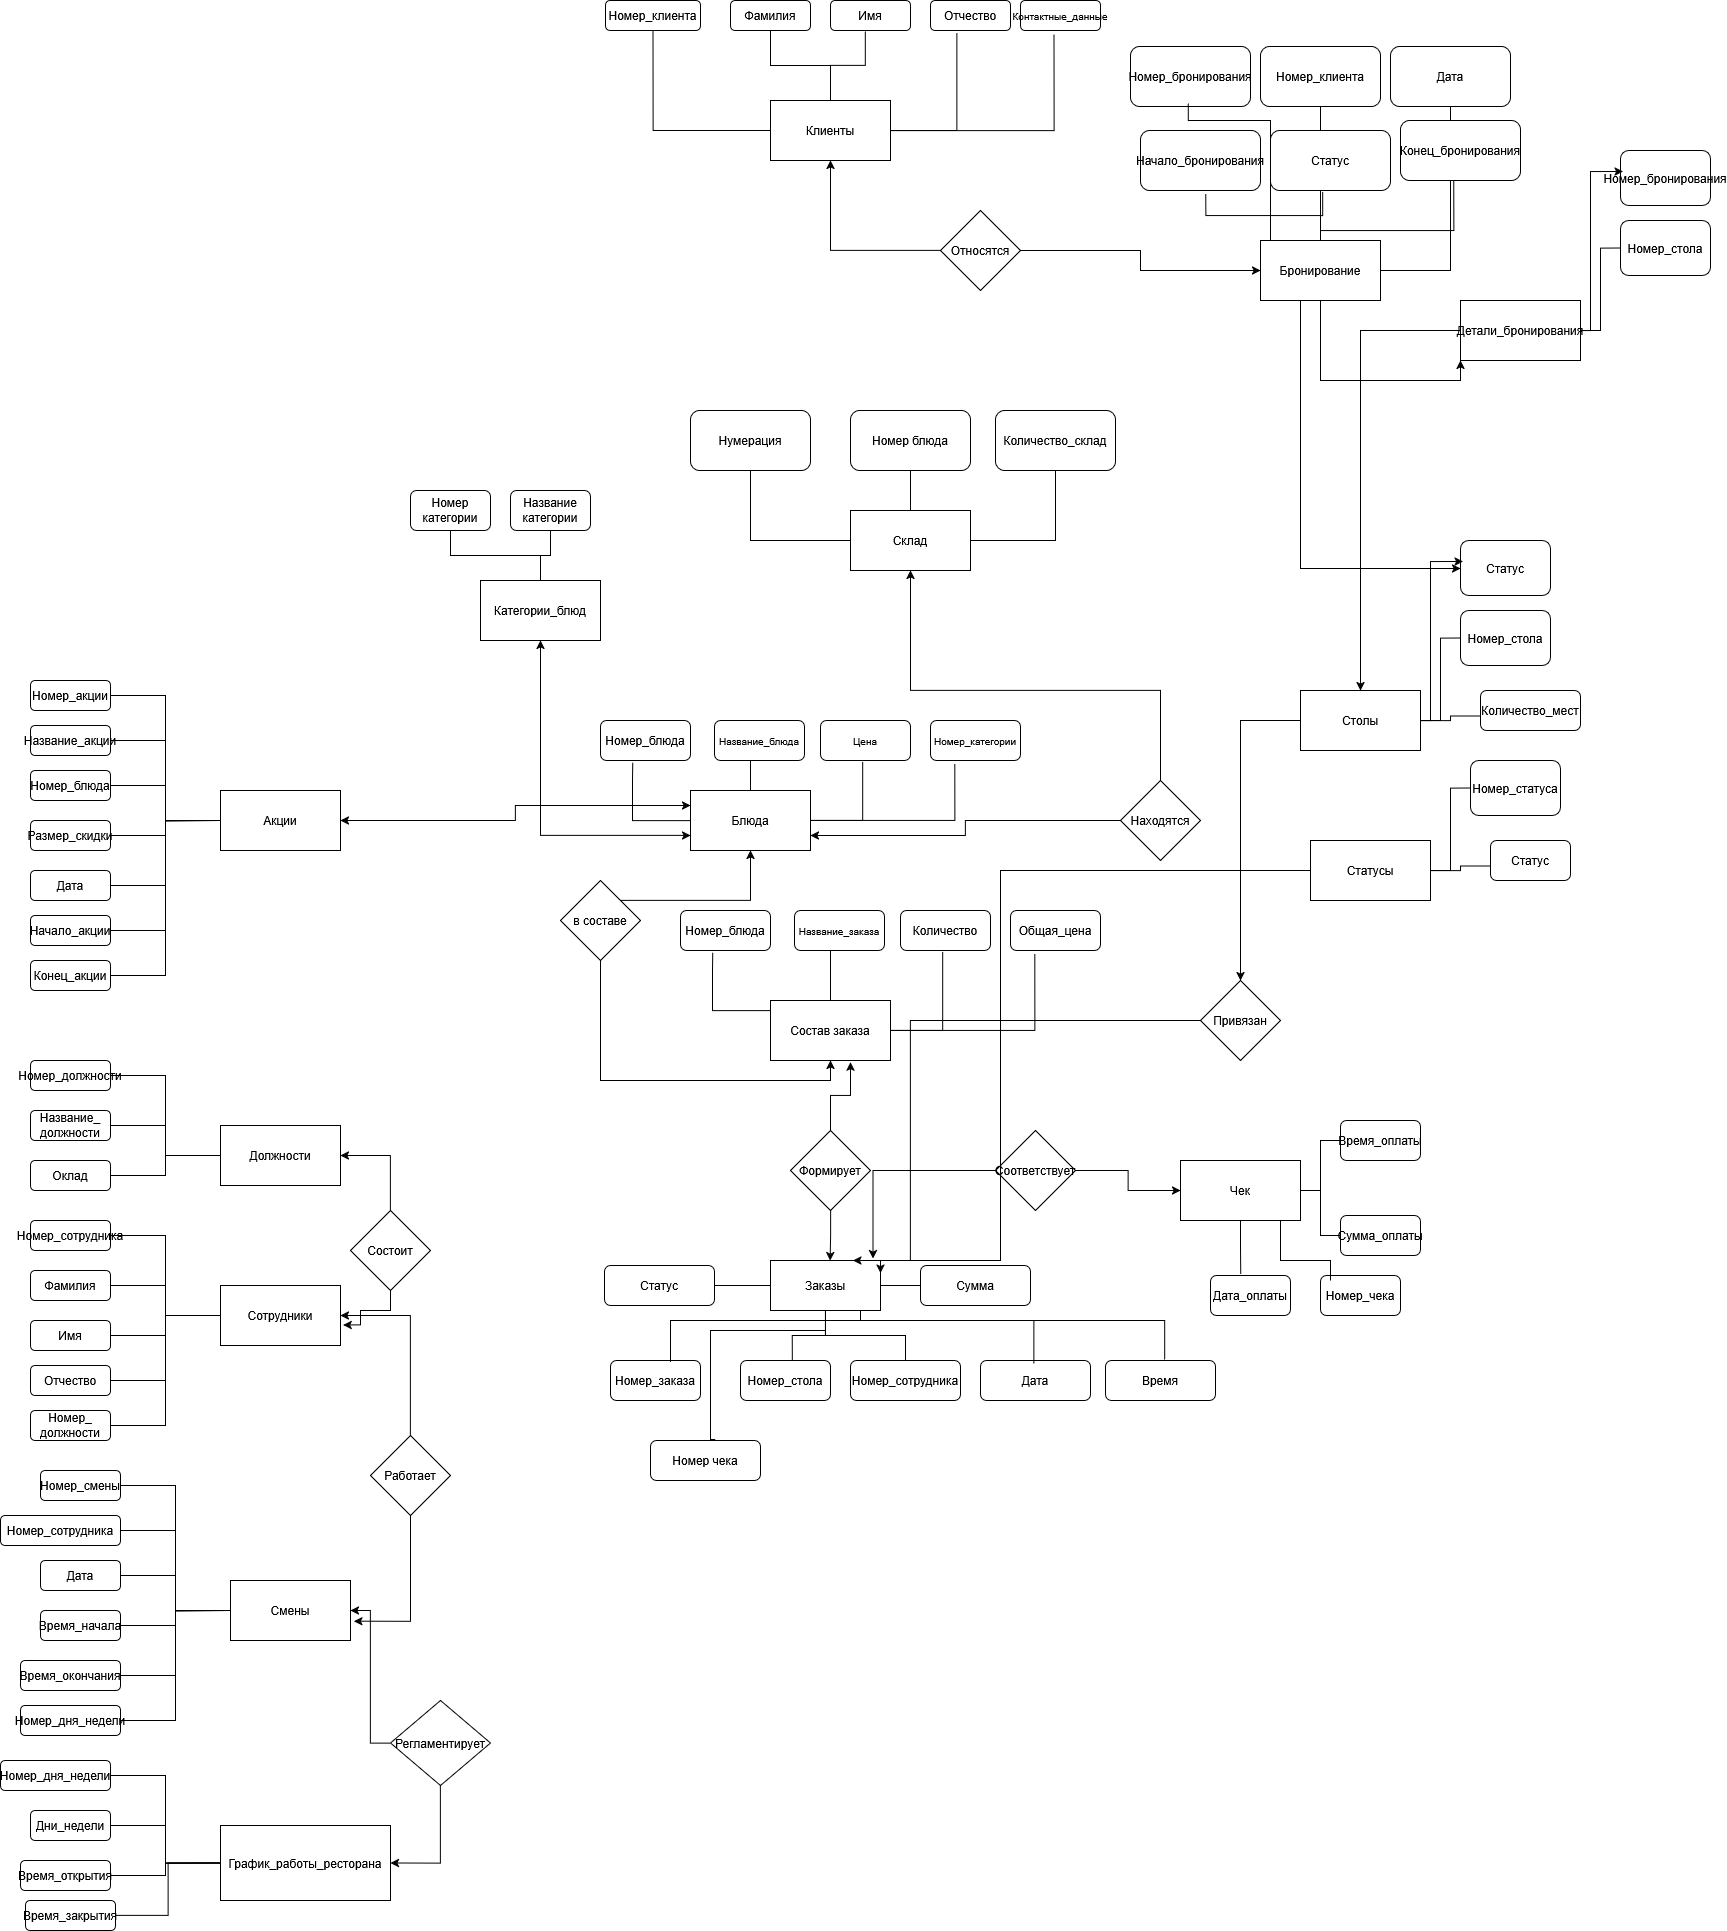 Номер_клиента
Фамилия
Имя
Отчество
Контактные_данные
Клиенты
Номер_бронирования
Номер_клиента
Дата
Начало_бронирования
Статус
Конец_бронирования
Номер_бронирования
Номер_стола
Относятся
Бронирование
Детали_бронирования
Нумерация
Номер блюда
Количество_склад
Склад
Номер
категории
Название
категории
Категории_блюд
Статус
Номер_стола
Количество_мест
Столы
Номер_акции
Название_акции
Номер_блюда
Размер_скидки
Дата
Начало_акции
Конец_акции
Акции
Номер_блюда
Название_блюда
Цена
Номер_категории
Блюда
Находятся
Номер_статуса
Статус
Статусы
в составе
Номер_блюда
Название_заказа
Количество
Общая_цена
Состав заказа
Привязан
Номер_должности
Название_
должности
Оклад
Должности
Состоит
Формирует
Соответствует
Чек
Время_оплаты
Сумма_оплаты
Дата_оплаты
Номер_чека
Номер_сотрудника
Фамилия
Имя
Отчество
Номер_
должности
Сотрудники
Статус
Заказы
Сумма
Номер_заказа
Номер_стола
Номер_сотрудника
Дата
Время
Номер чека
Работает
Номер_смены
Номер_сотрудника
Дата
Время_начала
Время_окончания
Номер_дня_недели
Смены
Регламентирует
Номер_дня_недели
Дни_недели
Время_открытия
Время_закрытия
График_работы_ресторана